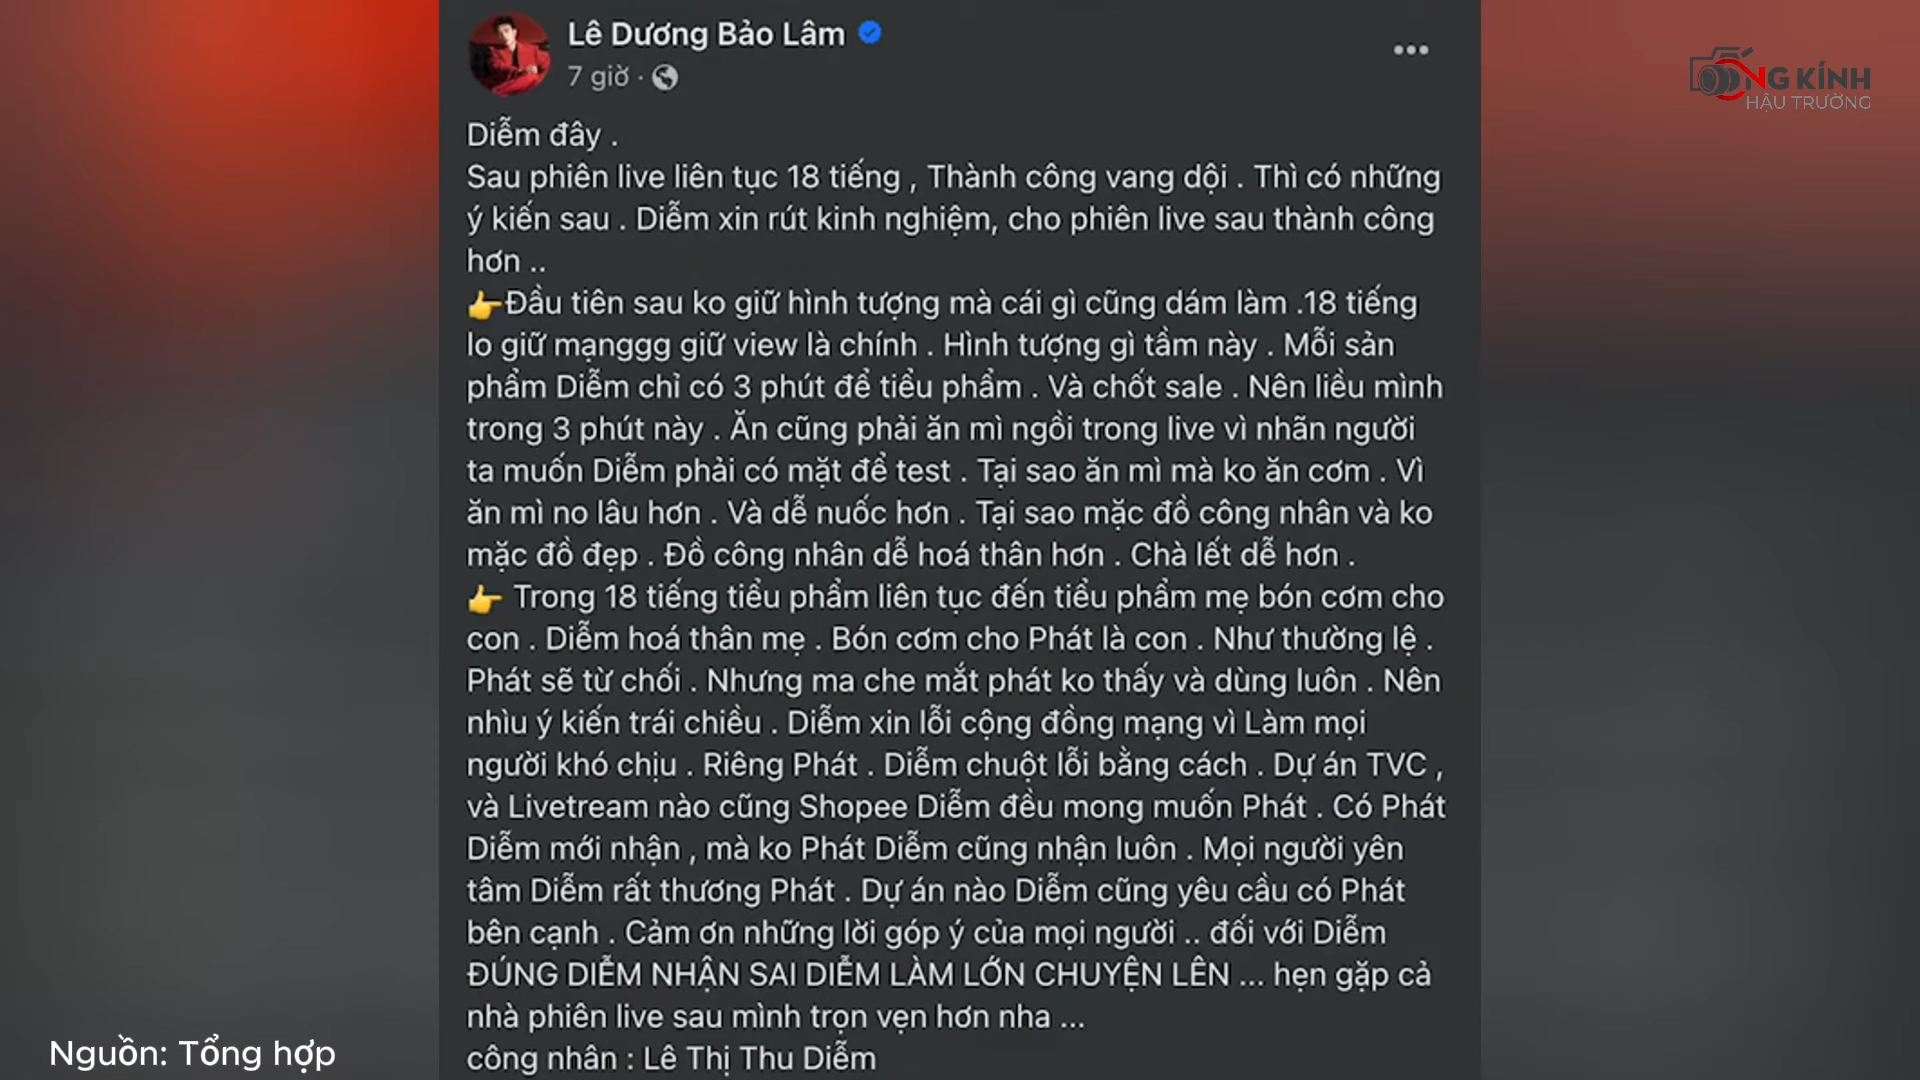 Lê Dương Bảo Lâm
7 giờ ·
NG KÍNH
HẬU TRƯỜNG
Diễm đây .
Sau phiên live liên tục 18 tiếng , Thành công vang dội . Thì có những
ý kiến sau . Diễm xin rút kinh nghiệm, cho phiên live sau thành công
hơn ..
👉Đầu tiên sau ko giữ hình tượng mà cái gì cũng dám làm .18 tiếng
lo giữ mạnggg giữ view là chính . Hình tượng gì tầm này . Mỗi sản
phẩm Diễm chỉ có 3 phút để tiểu phẩm . Và chốt sale . Nên liều mình
trong 3 phút này . Ăn cũng phải ăn mì ngồi trong live vì nhãn người
ta muốn Diễm phải có mặt để test . Tại sao ăn mì mà ko ăn cơm . Vì
ăn mì no lâu hơn . Và dễ nuốc hơn . Tại sao mặc đồ công nhân và ko
mặc đồ đẹp . Đồ công nhân dễ hoá thân hơn . Chà lết dễ hơn .
👉 Trong 18 tiếng tiểu phẩm liên tục đến tiểu phẩm mẹ bón cơm cho
con . Diễm hoá thân mẹ . Bón cơm cho Phát là con . Như thường lệ .
Phát sẽ từ chối . Nhưng ma che mắt phát ko thấy và dùng luôn . Nên
nhìu ý kiến trái chiều . Diễm xin lỗi cộng đồng mạng vì Làm mọi
người khó chịu . Riêng Phát . Diễm chuột lỗi bằng cách . Dự án TVC ,
và Livetream nào cũng Shopee Diễm đều mong muốn Phát . Có Phát
Diễm mới nhận , mà ko Phát Diễm cũng nhận luôn . Mọi người yên
tâm Diễm rất thương Phát . Dự án nào Diễm cũng yêu cầu có Phát
bên cạnh . Cảm ơn những lời góp ý của mọi người .. đối với Diễm
ĐÚNG DIỄM NHẬN SAI DIỄM LÀM LỚN CHUYỆN LÊN ... hẹn gặp cả
nhà phiên live sau mình trọn vẹn hơn nha ...
công nhân : Lê Thị Thu Diễm
Nguồn: Tổng hợp